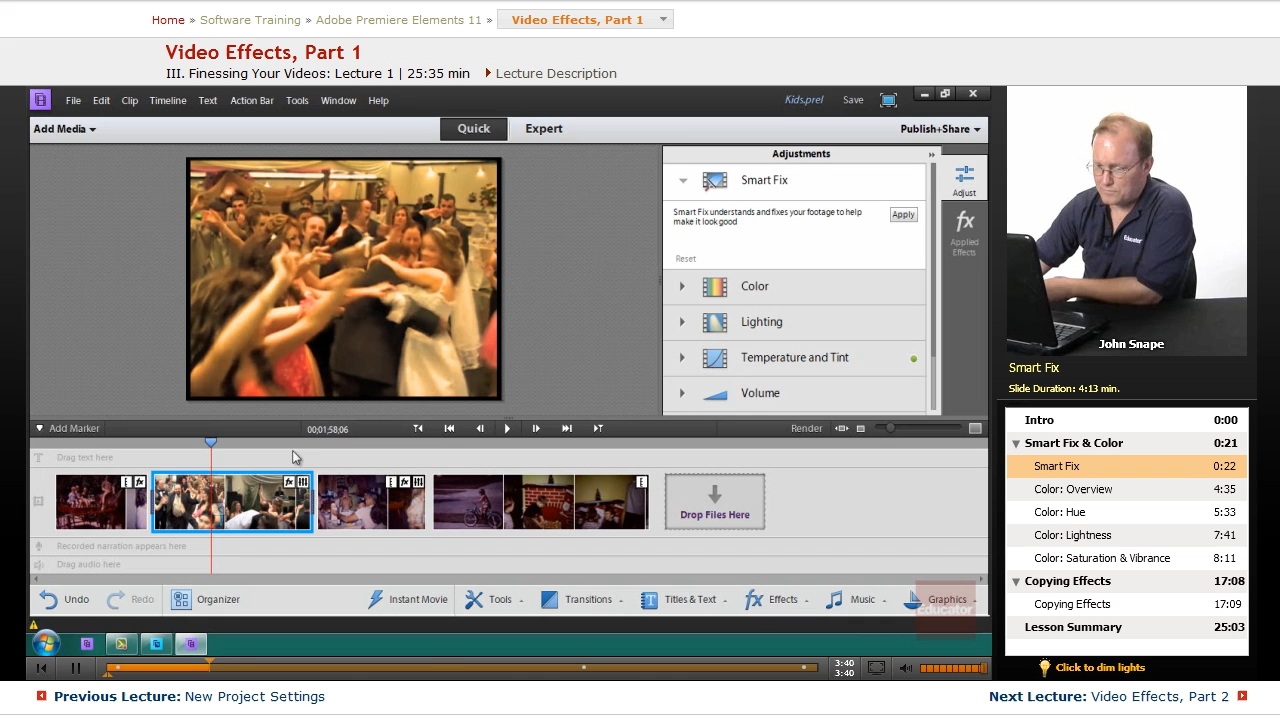 Home » Software Training » Adobe Premiere Elements 11 » Video Effects, Part 1
Video Effects, Part 1
III. Finessing Your Videos: Lecture 1 | 25:35 min Lecture Description
File Edit Clip Timeline Text Action Bar Tools Window Help Kids.prel Save
Add Media Quick Expert Publish+Share
Adjustments
Smart Fix
Adjust
Smart Fix understands and fixes your footage to help
make it look good
Apply
Applied
Effects
Reset
Color
Lighting
Temperature and Tint
Volume
Educator
John Snape
Smart Fix
Slide Duration: 4:13 min.
Add Marker 00;01;58;06 Render
Drag text here
Drop Files Here
Recorded narration appears here
Drag audio here
Undo Redo Organizer Instant Movie Tools Transitions Titles & Text Effects Music Graphics
Educator
Intro 0:00
Smart Fix & Color 0:21
Smart Fix 0:22
Color: Overview 4:35
Color: Hue 5:33
Color: Lightness 7:41
Color: Saturation & Vibrance 8:11
Copying Effects 17:08
Copying Effects 17:09
Lesson Summary 25:03
3:40
3:40
Click to dim lights
Previous Lecture: New Project Settings
Next Lecture: Video Effects, Part 2